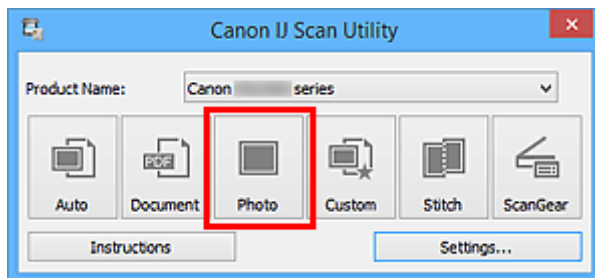 Canon IJ Scan Utility
Product Name: Canon series
PDF
Auto Document Photo Custom Stitch ScanGear
Instructions Settings...